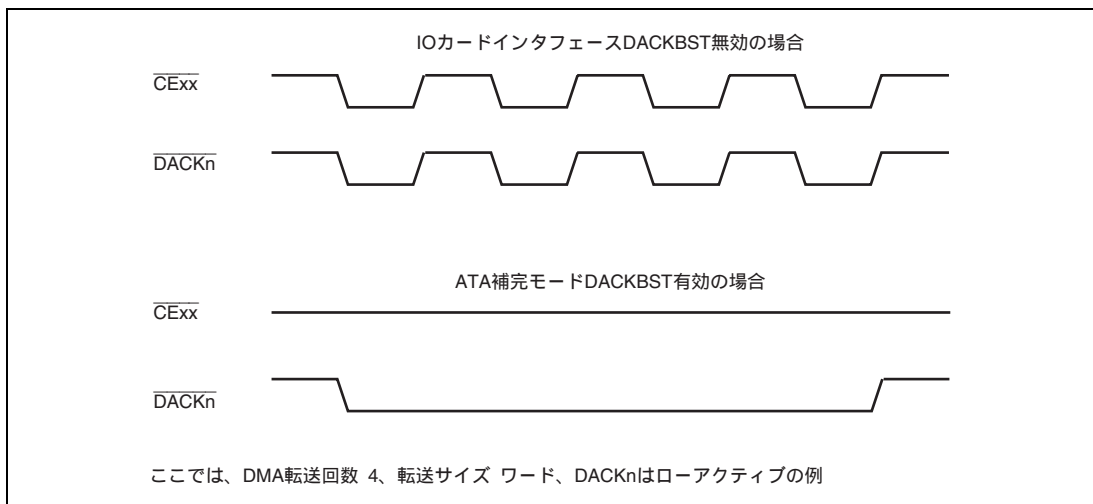 IOカードインタフェースDACKBST無効の場合
CExx
DACKn
ATA補完モードDACKBST有効の場合
CExx
DACKn
ここでは、DMA転送回数 4、転送サイズ ワード、DACKnはローアクティブの例